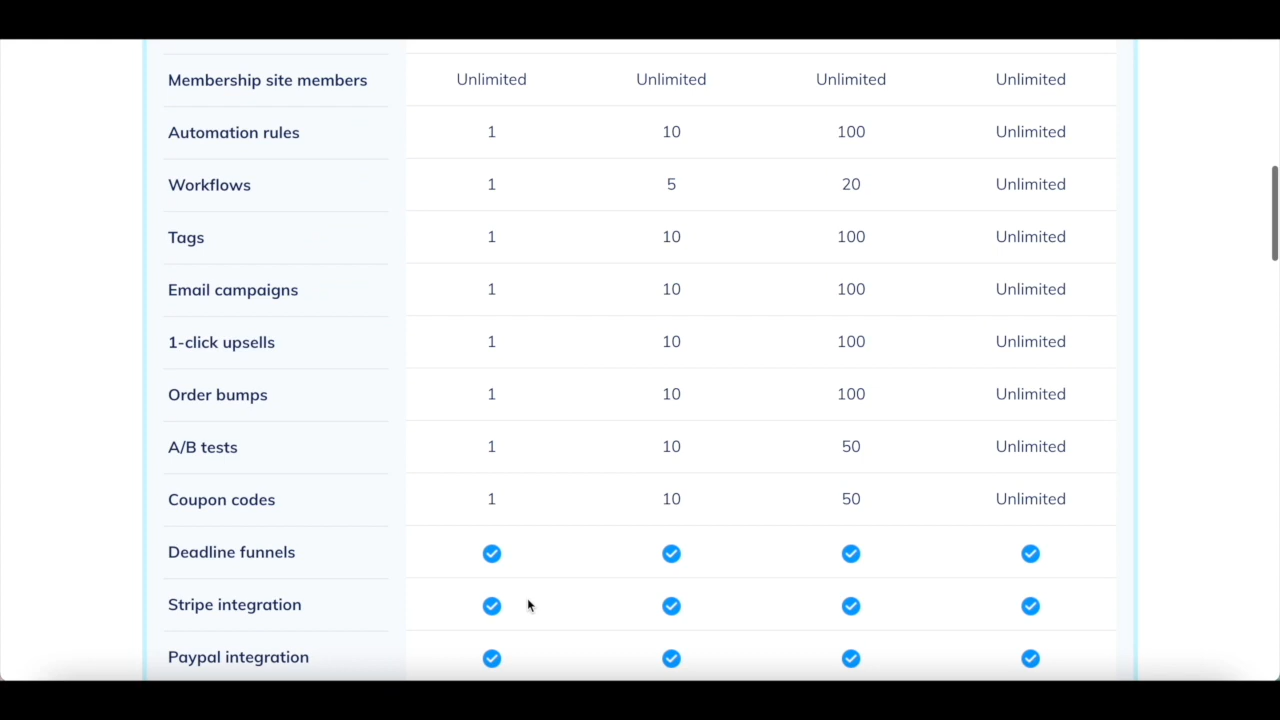 Membership site members Unlimited Unlimited Unlimited Unlimited
Automation rules 1 10 100 Unlimited
Workflows 1 5 20 Unlimited
Tags 1 10 100 Unlimited
Email campaigns 1 10 100 Unlimited
1-click upsells 1 10 100 Unlimited
Order bumps 1 10 100 Unlimited
A/B tests 1 10 50 Unlimited
Coupon codes 1 10 50 Unlimited
Deadline funnels
Stripe integration
Paypal integration